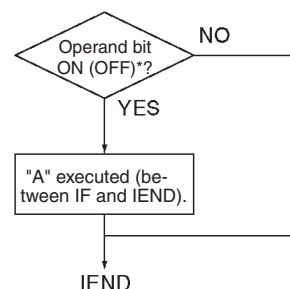 Operand bit
ON (OFF)*?
NO
YES
"A" executed (be-
tween IF and IEND).
IEND